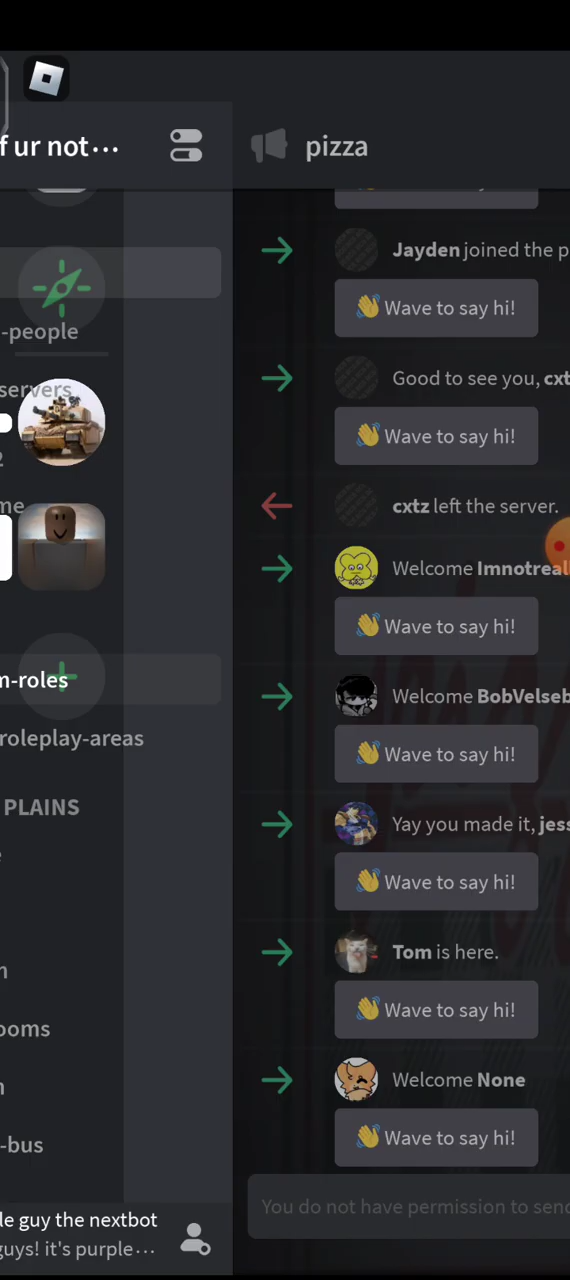 f ur not...
pizza
-people
servers
2
me
m-roles
roleplay-areas
PLAINS
e
m
ooms
n
-bus
le guy the nextbot
guys! it's purple...
Jayden joined the p
👋 Wave to say hi!
Good to see you, cxt
👋 Wave to say hi!
cxtz left the server.
Welcome Imnotreal
👋 Wave to say hi!
Welcome BobVelseb
👋 Wave to say hi!
Yay you made it, jess
👋 Wave to say hi!
Tom is here.
👋 Wave to say hi!
Welcome None
👋 Wave to say hi!
You do not have permission to send